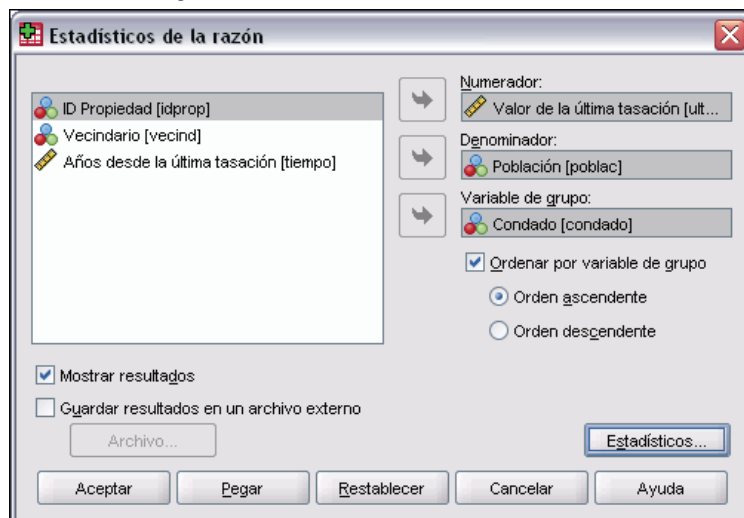 Estadísticos de la razón
ID Propiedad [idprop]
Vecindario [vecind]
Años desde la última tasación [tiempo]
Numerador:
Valor de la última tasación [ult...
Denominador:
Población [poblac]
Variable de grupo:
Condado [condado]
Ordenar por variable de grupo
Orden ascendente
Orden descendente
Mostrar resultados
Guardar resultados en un archivo externo
Archivo...
Estadísticos...
Aceptar
Pegar
Restablecer
Cancelar
Ayuda